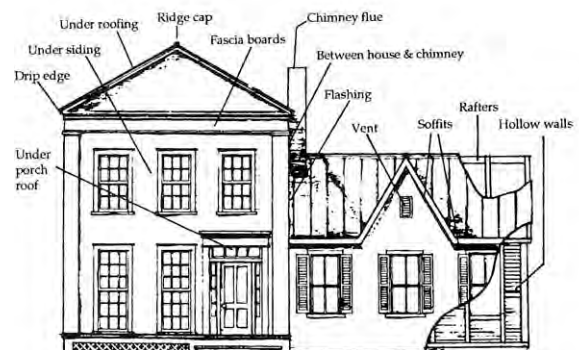 Ridge cap
Chimney flue
Under roofing
Fascia boards
Under siding
Between house & chimney
Drip edge
Flashing
Rafters
Vent
Soffits
Hollow walls
Under
porch
roof